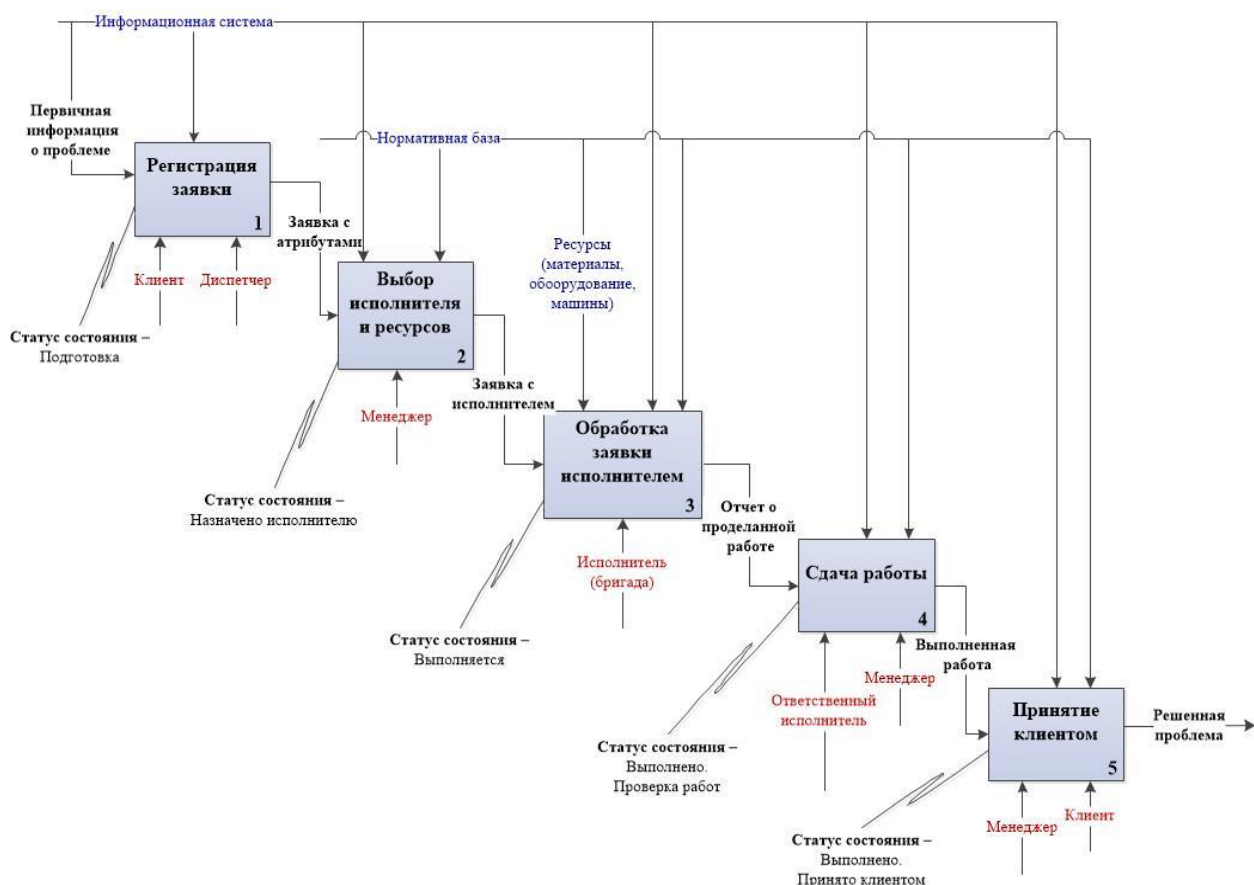 Информационная система
Первичная
информация
о проблеме
Нормативная база
Регистрация
заявки
1
Заявка с
атрибутами
Клиент
Диспетчер
Статус состояния –
Подготовка
Ресурсы
(материалы,
обоорудование,
машины)
Выбор
исполнителя
и ресурсов
2
Менеджер
Заявка с
исполнителем
Статус состояния –
Назначено исполнителю
Обработка
заявки
исполнителем
3
Отчет о
проделанной
работе
Исполнитель
(бригада)
Статус состояния –
Выполняется
Сдача работы
4
Выполненная
работа
Менеджер
Ответственный
исполнитель
Статус состояния –
Выполнено.
Проверка работ
Принятие
клиентом
5
Решенная
проблема
Менеджер
Клиент
Статус состояния –
Выполнено.
Принято клиентом